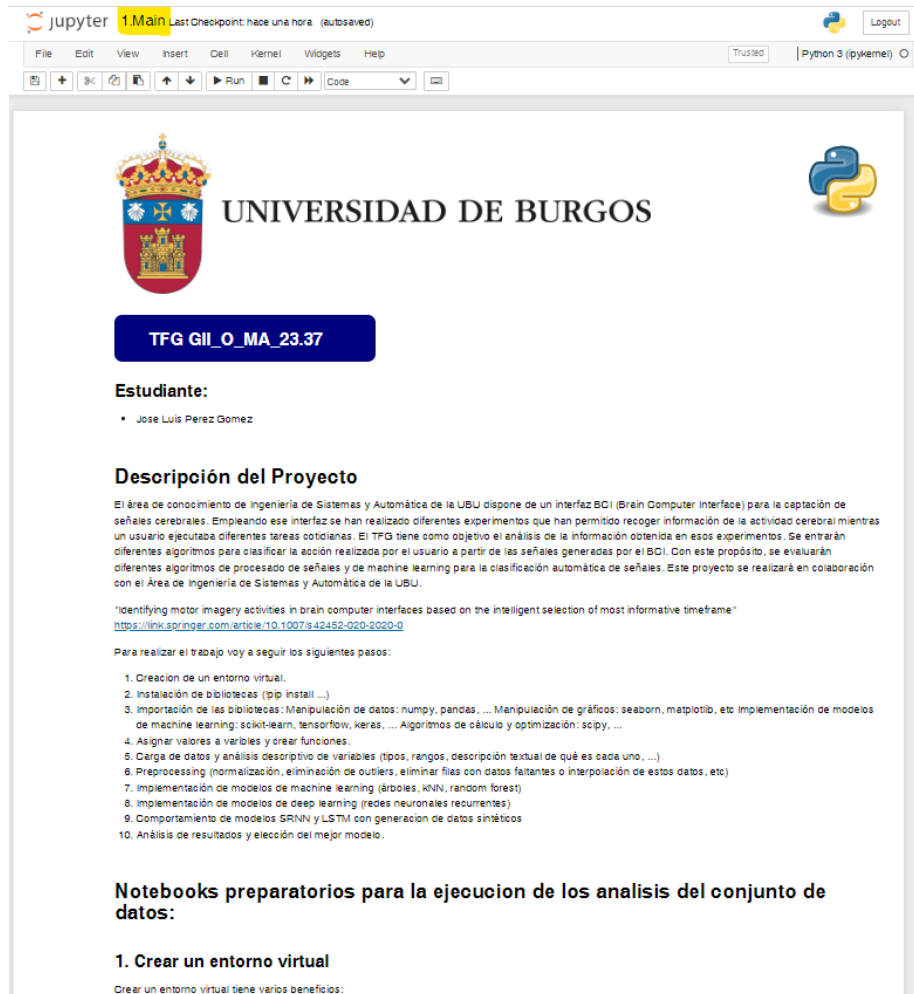 jupyter 1.Main Last Checkpoint: hace una hora (autosaved) Logout
File Edit View Insert Cell Kernel Widgets Help Trusted Python 3 (ipykernel)
Run Code
UNIVERSIDAD DE BURGOS
TFG GII_O_MA_23.37
Estudiante:
• Jose Luis Perez Gomez
Descripción del Proyecto
El área de conocimiento de Ingeniería de Sistemas y Automática de la UBU dispone de un interfaz BCI (Brain Computer Interface) para la captación de
señales cerebrales. Empleando ese interfaz se han realizado diferentes experimentos que han permitido recoger información de la actividad cerebral mientras
un usuario ejecutaba diferentes tareas cotidianas. El TFG tiene como objetivo el análisis de la información obtenida en esos experimentos. Se entrarán
diferentes algoritmos para clasificar la acción realizada por el usuario a partir de las señales generadas por el BCI. Con este propósito, se evaluarán
diferentes algoritmos de procesado de señales y de machine learning para la clasificación automática de señales. Este proyecto se realizará en colaboración
con el Área de Ingeniería de Sistemas y Automática de la UBU.
"Identifying motor imagery activities in brain computer interfaces based on the intelligent selection of most informative timeframe"
https://link.springer.com/article/10.1007/s42452-020-2020-0
Para realizar el trabajo voy a seguir los siguientes pasos:
1. Creacion de un entorno virtual.
2. Instalación de bibliotecas (!pip install ...)
3. Importación de las bibliotecas: Manipulación de datos: numpy, pandas, ... Manipulación de gráficos: seaborn, matplotlib, etc Implementación de modelos
de machine learning: scikit-learn, tensorflow, keras, ... Algoritmos de cálculo y optimización: scipy, ...
4. Asignar valores a varibles y crear funciones.
5. Carga de datos y análisis descriptivo de variables (tipos, rangos, descripción textual de qué es cada uno, ...)
6. Preprocessing (normalización, eliminación de outliers, eliminar filas con datos faltantes o interpolación de estos datos, etc)
7. Implementación de modelos de machine learning (árboles, kNN, random forest)
8. Implementación de modelos de deep learning (redes neuronales recurrentes)
9. Comportamiento de modelos SRNN y LSTM con generacion de datos sintéticos
10. Análisis de resultados y elección del mejor modelo.
Notebooks preparatorios para la ejecucion de los analisis del conjunto de
datos:
1. Crear un entorno virtual
Crear un entorno virtual tiene varios beneficios: